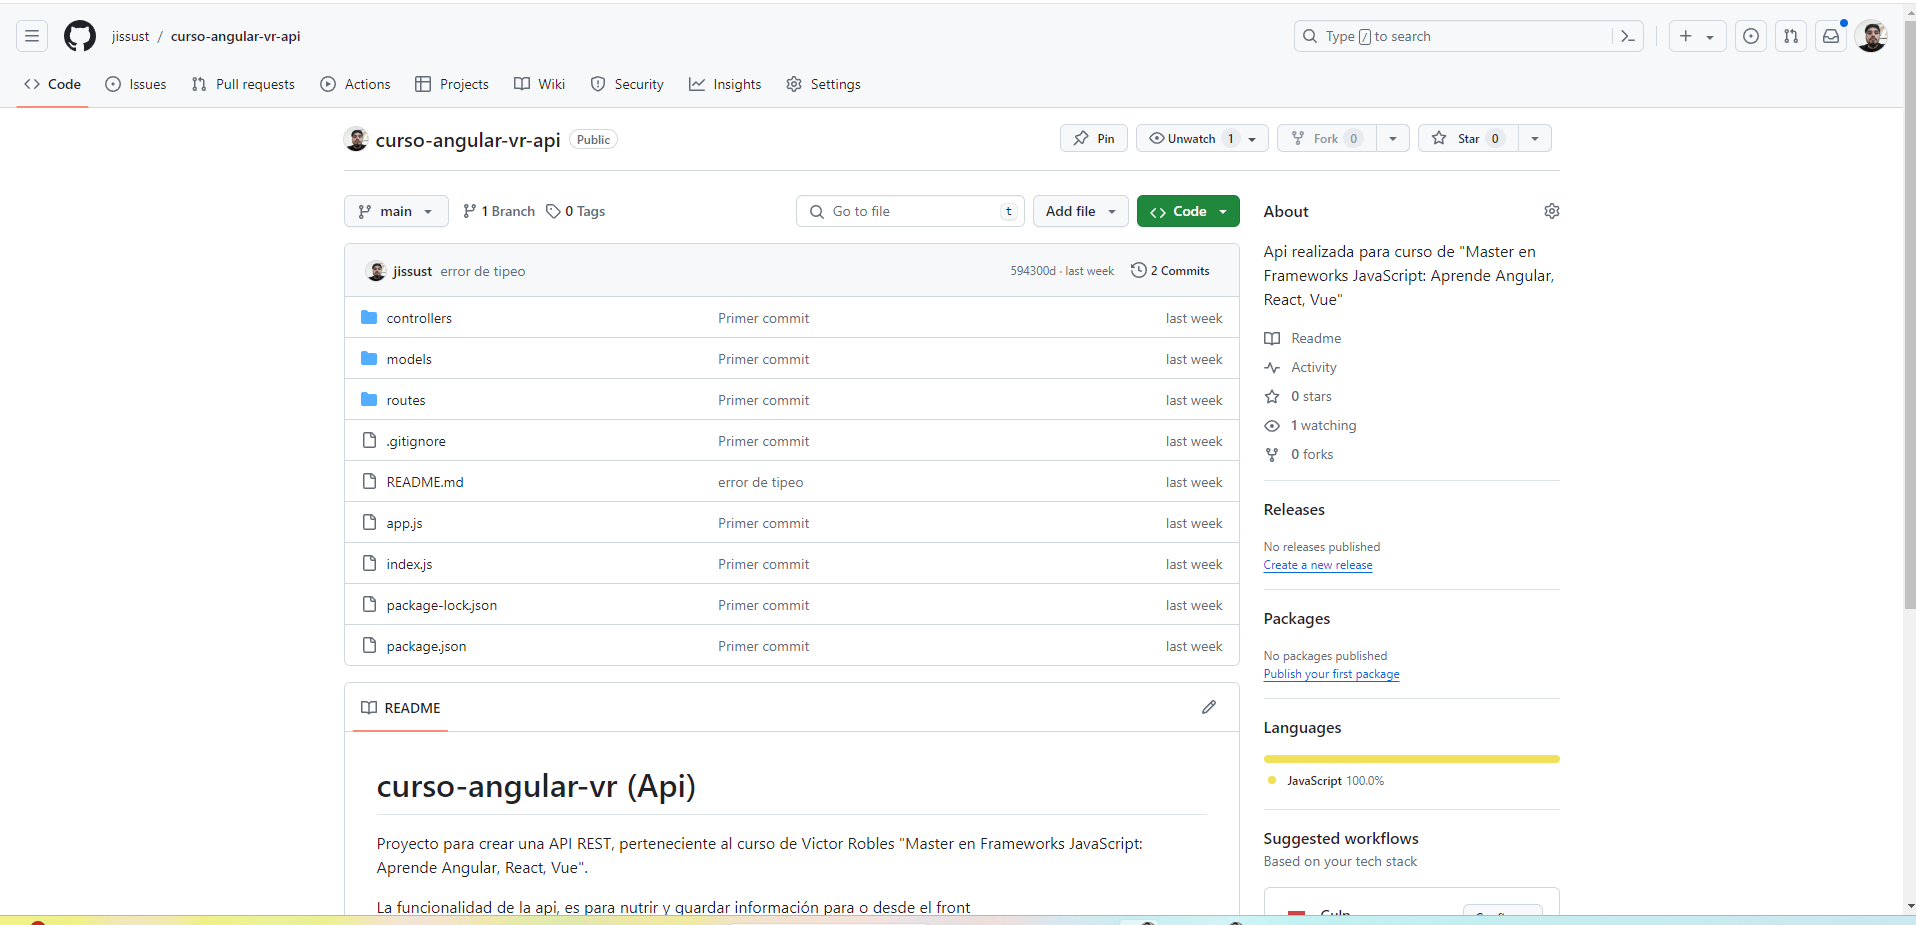 jissust / curso-angular-vr-api
Type / to search
Code Issues Pull requests Actions Projects Wiki Security Insights Settings
curso-angular-vr-api Public
Pin Unwatch 1 Fork 0 Star 0
main 1 Branch 0 Tags Go to file t Add file Code
jissust error de tipeo 594300d · last week 2 Commits
controllers Primer commit last week
models Primer commit last week
routes Primer commit last week
.gitignore Primer commit last week
README.md error de tipeo last week
app.js Primer commit last week
index.js Primer commit last week
package-lock.json Primer commit last week
package.json Primer commit last week
README
curso-angular-vr (Api)
Proyecto para crear una API REST, perteneciente al curso de Victor Robles "Master en Frameworks JavaScript:
Aprende Angular, React, Vue".
La funcionalidad de la api, es para nutrir y guardar información para o desde el front
About
Api realizada para curso de "Master en
Frameworks JavaScript: Aprende Angular,
React, Vue"
Readme
Activity
0 stars
1 watching
0 forks
Releases
No releases published
Create a new release
Packages
No packages published
Publish your first package
Languages
JavaScript 100.0%
Suggested workflows
Based on your tech stack
Gulp